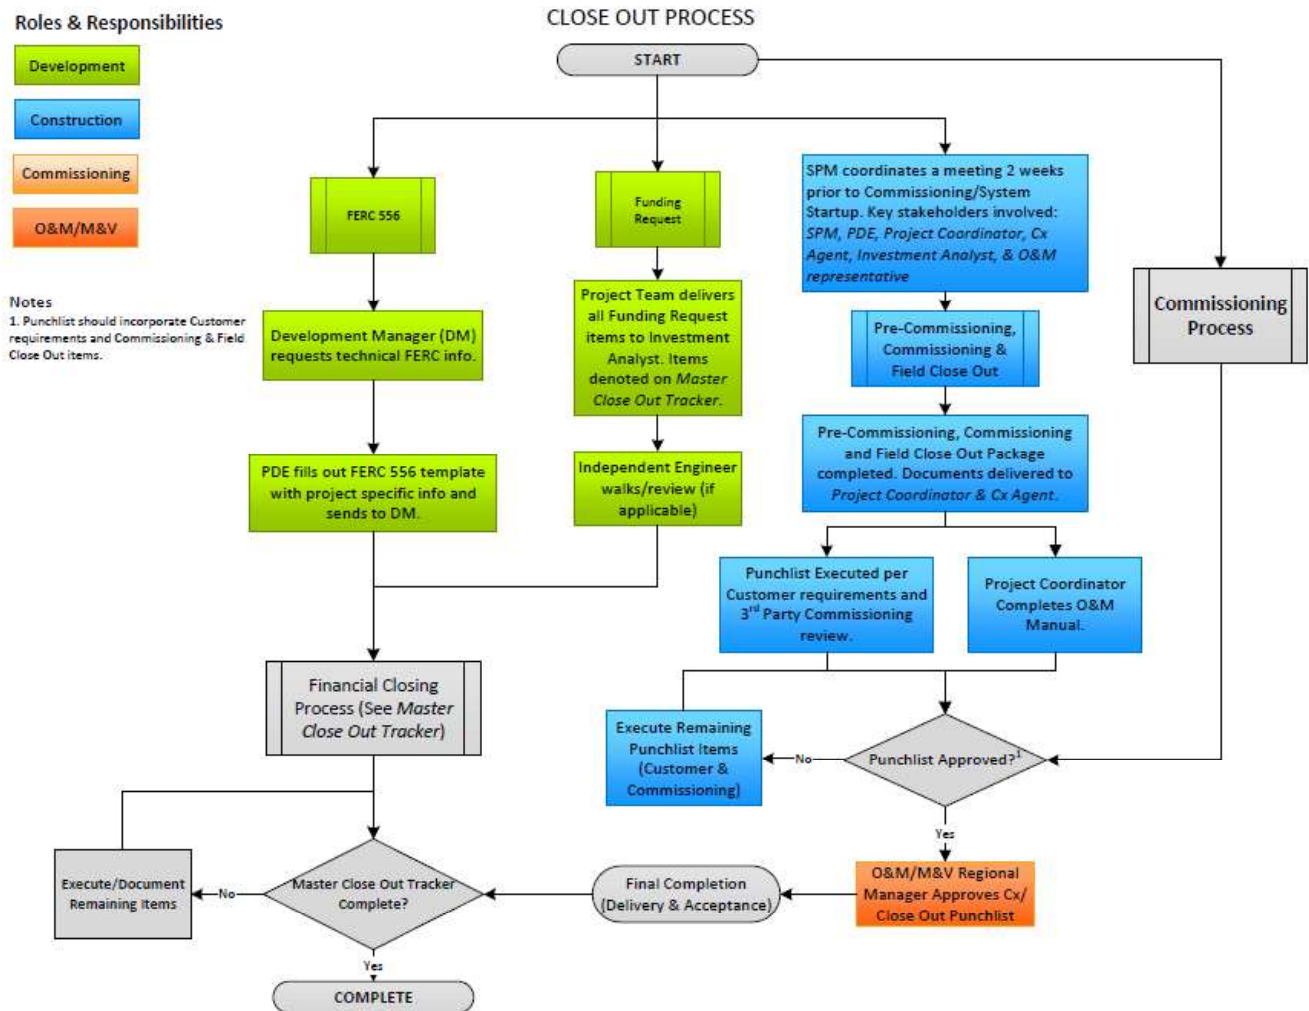 Roles & Responsibilities
CLOSE OUT PROCESS
Development
Construction
Commissioning
O&M/M&V
Notes
1. Punchlist should incorporate Customer
requirements and Commissioning & Field
Close Out items.
START
FERC 556
Development Manager (DM)
requests technical FERC info.
PDE fills out FERC 556 template
with project specific info and
sends to DM.
Funding
Request
Project Team delivers
all Funding Request
items to Investment
Analyst. Items
denoted on Master
Close Out Tracker.
Independent Engineer
walks/review (if
applicable)
SPM coordinates a meeting 2 weeks
prior to Commissioning/System
Startup. Key stakeholders involved:
SPM, PDE, Project Coordinator, Cx
Agent, Investment Analyst, & O&M
representative
Pre-Commissioning,
Commissioning &
Field Close Out
Pre-Commissioning, Commissioning
and Field Close Out Package
completed. Documents delivered to
Project Coordinator & Cx Agent.
Punchlist Executed per
Customer requirements and
3rd Party Commissioning
review.
Project Coordinator
Completes O&M
Manual.
Commissioning
Process
Financial Closing
Process (See Master
Close Out Tracker)
Execute Remaining
Punchlist Items
(Customer &
Commissioning)
No
Punchlist Approved?1
Yes
O&M/M&V Regional
Manager Approves Cx/
Close Out Punchlist
Final Completion
(Delivery & Acceptance)
Master Close Out Tracker
Complete?
No
Execute/Document
Remaining Items
Yes
COMPLETE